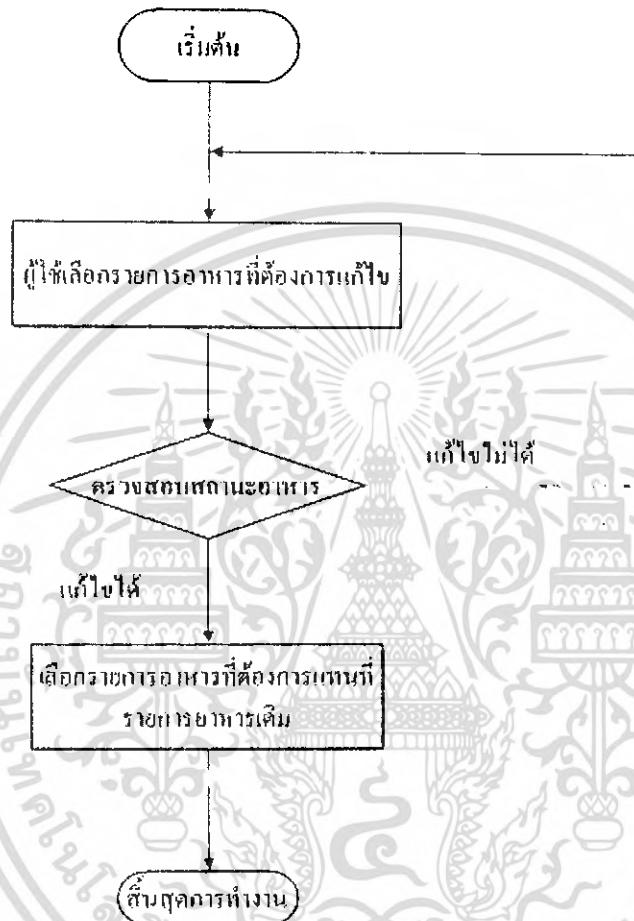 เริ่มต้น
ผู้ใช้เลือกรายการอาหารที่ต้องการแก้ไข
ตรวจสอบสถานะอาหาร
แก้ไขไม่ได้
แก้ไขได้
เลือกรายการอาหารที่ต้องการแทนที่
รายการอาหารเดิม
สิ้นสุดการทำงาน